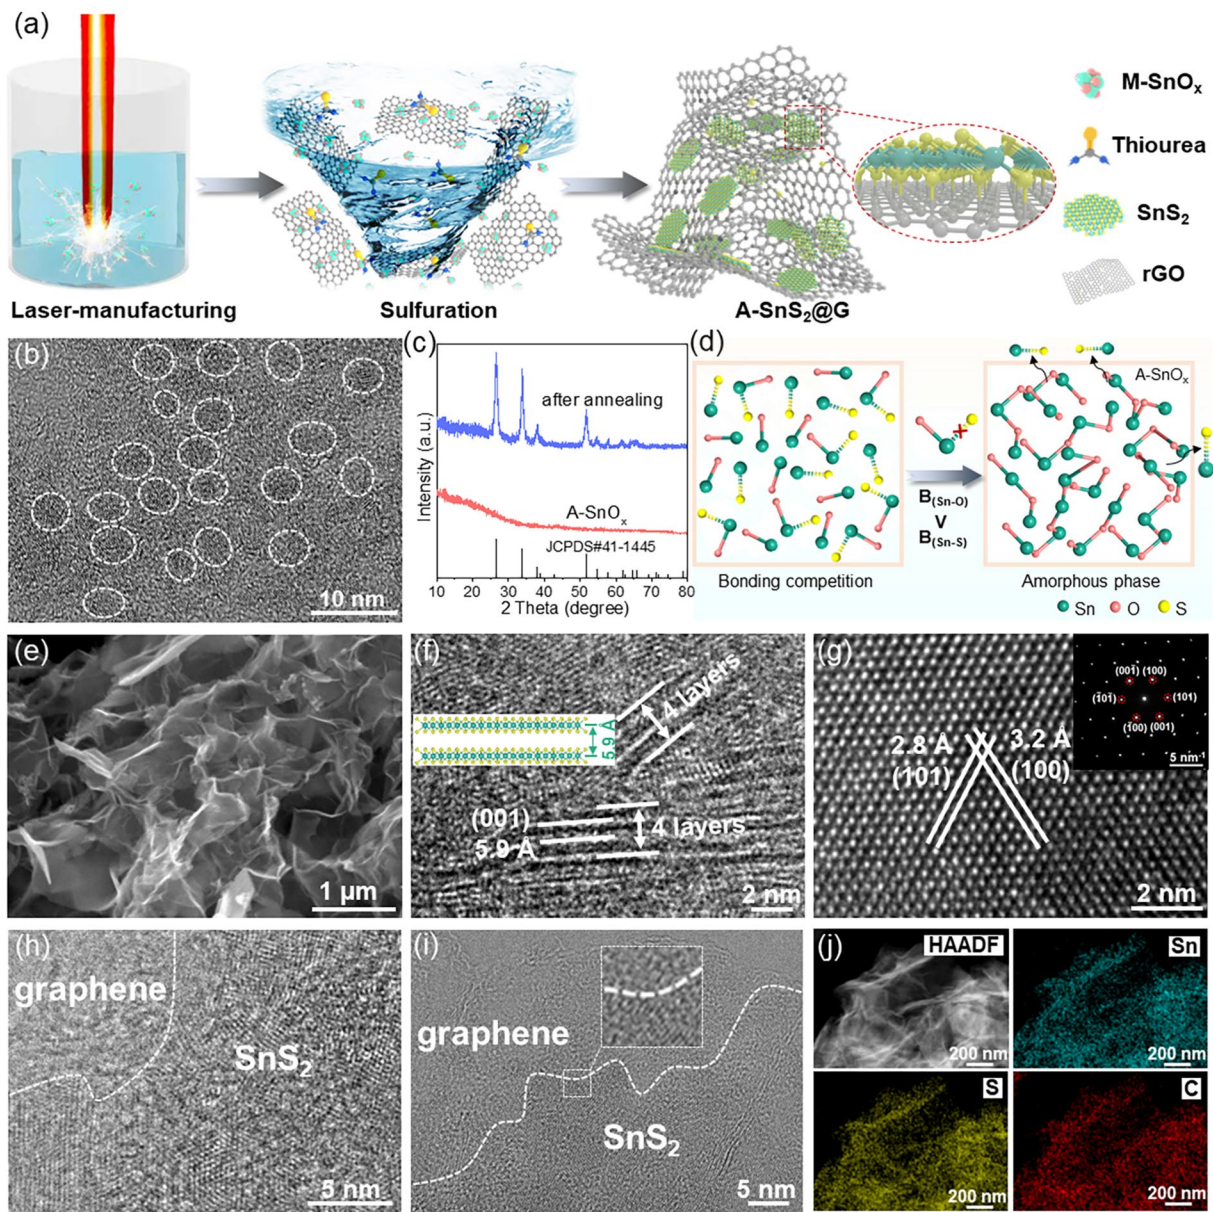 (a)
M-SnOₓ
Thiourea
SnS₂
rGO
Laser-manufacturing
Sulfuration
A-SnS₂@G
(b)
10 nm
(c)
after annealing
A-SnOₓ
JCPDS#41-1445
Intensity (a.u.)
10 20 30 40 50 60 70 80
2 Theta (degree)
(d)
A-SnOₓ
B₍Sn-O₎
V
B₍Sn-S₎
Bonding competition
Amorphous phase
Sn O S
(e)
1 μm
(f)
4 layers
5.9 Å
(001)
5.9 Å
4 layers
2 nm
(g)
(001̄) (100)
(1̄01̄) (101)
(1̄00) (001)
5 nm⁻¹
2.8 Å
(101)
3.2 Å
(100)
2 nm
(h)
graphene
SnS₂
5 nm
(i)
graphene
SnS₂
5 nm
(j)
HAADF
200 nm
Sn
200 nm
S
200 nm
C
200 nm